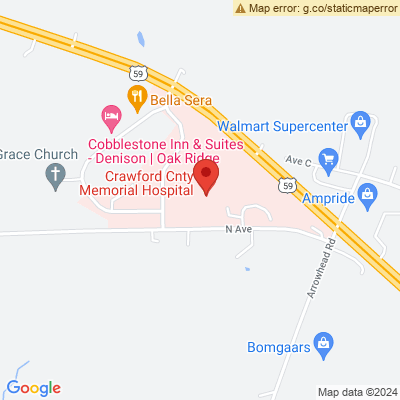 Map error: g.co/staticmaperror
59
Bella Sera
Cobblestone Inn & Suites
- Denison | Oak Ridge
Walmart Supercenter
Grace Church
Ave C
Crawford Cnty
Memorial Hospital
59
Ampride
N Ave
Arrowhead Rd
Bomgaars
Google
Map data ©2024